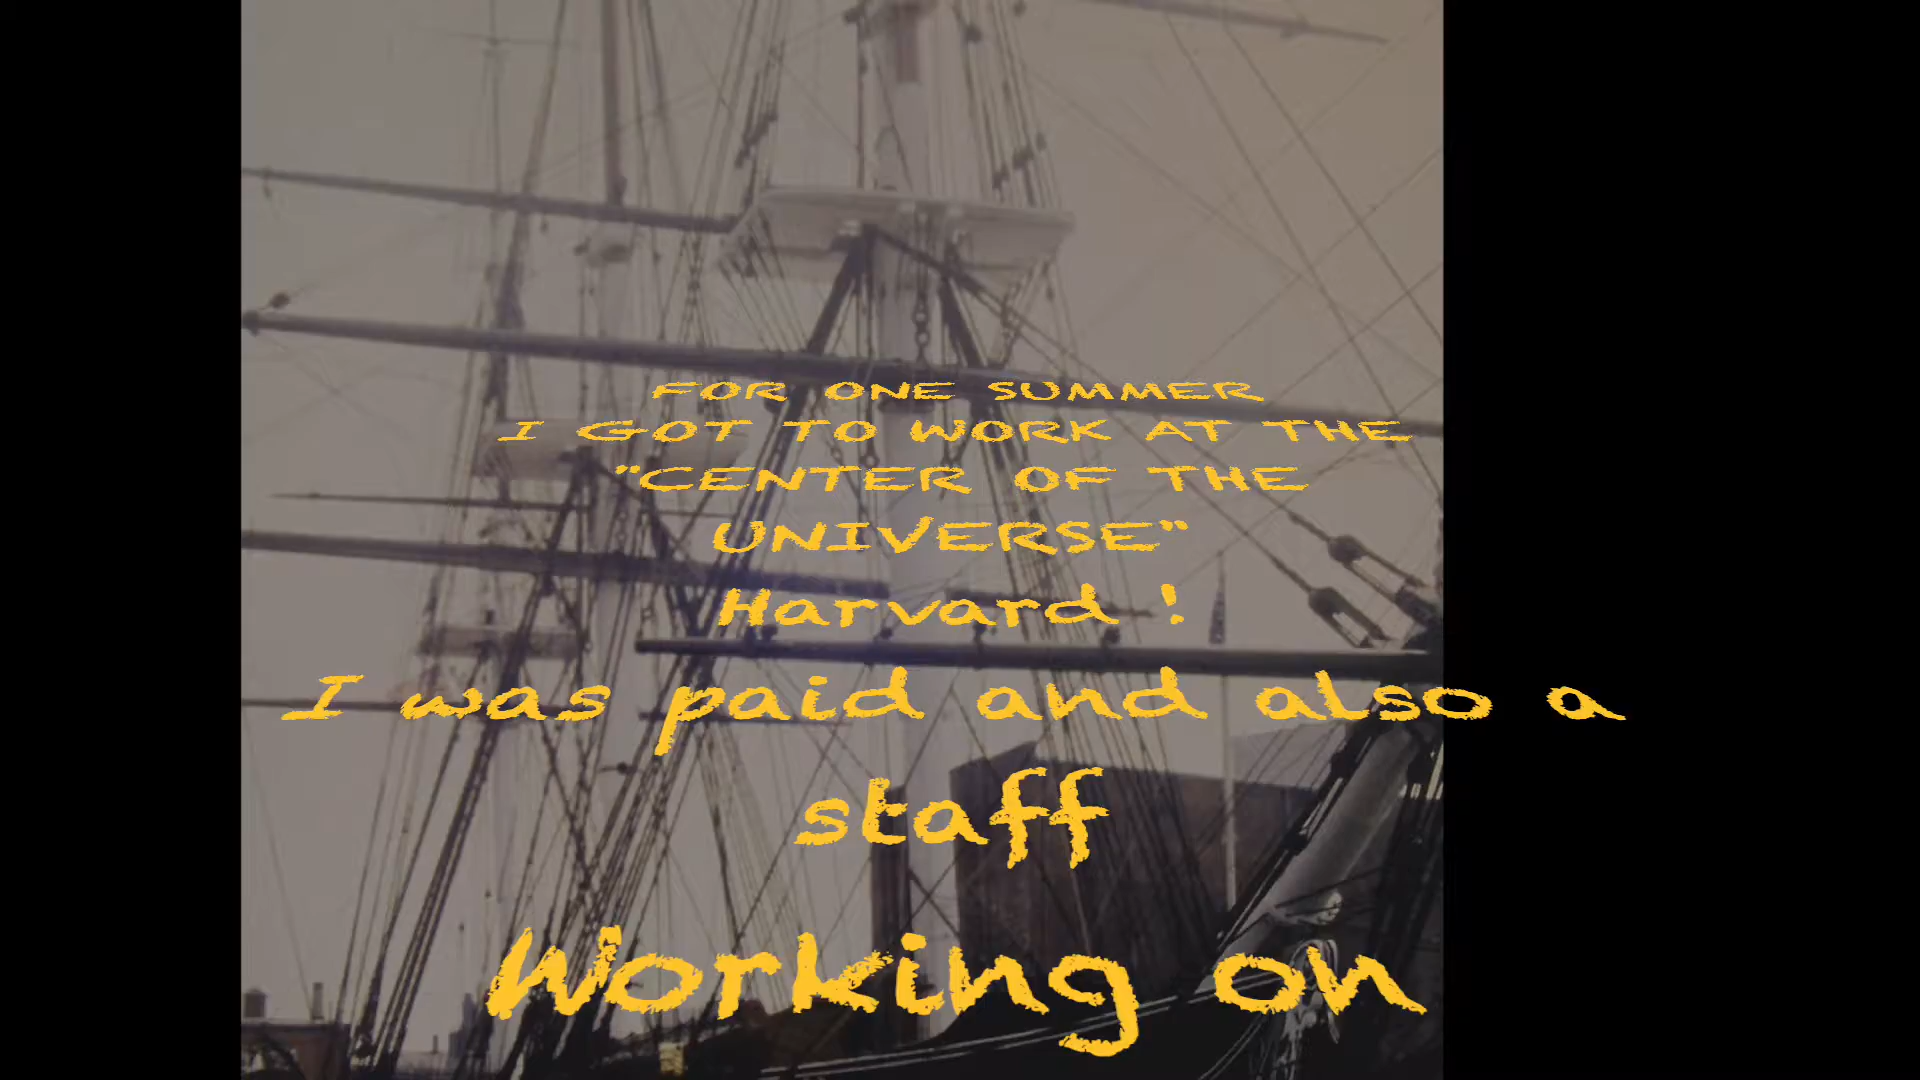 FOR ONE SUMMER
I GOT TO WORK AT THE
"CENTER OF THE
UNIVERSE"
Harvard !
I was paid and also a
staff
Working on